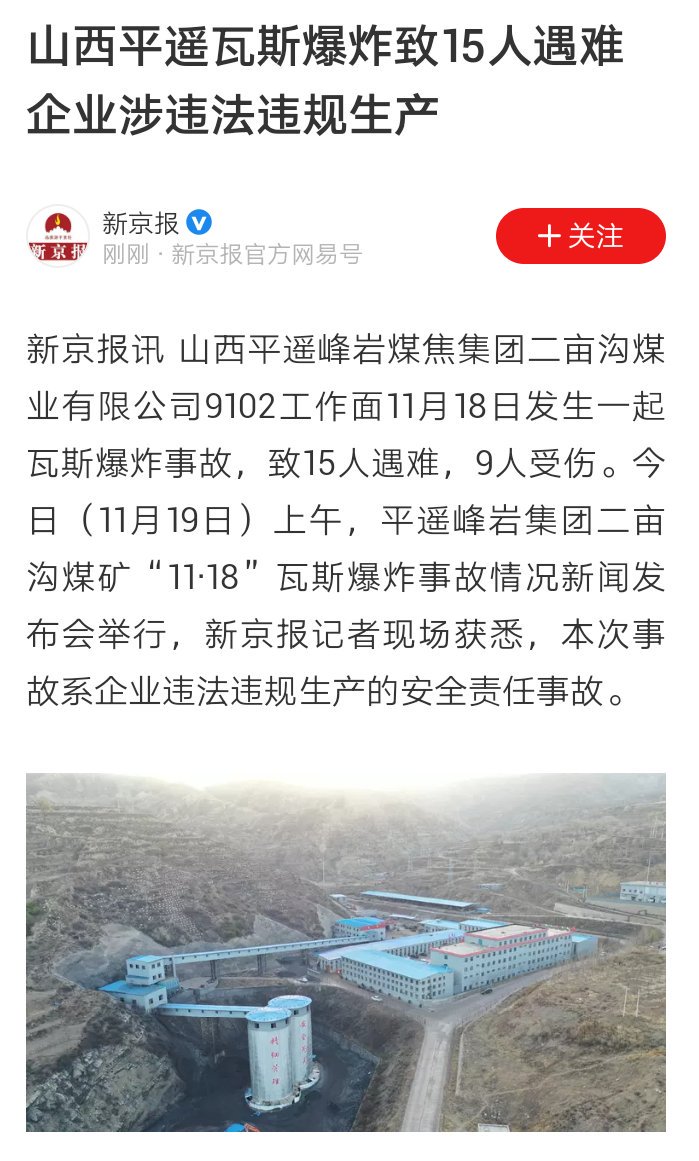 山西平遥瓦斯爆炸致15人遇难
企业涉违法违规生产
新京报
新京报
刚刚 · 新京报官方网易号
+关注
新京报讯 山西平遥峰岩煤焦集团二亩沟煤
业有限公司9102工作面11月18日发生一起
瓦斯爆炸事故，致15人遇难，9人受伤。今
日（11月19日）上午，平遥峰岩集团二亩
沟煤矿“11·18”瓦斯爆炸事故情况新闻发
布会举行，新京报记者现场获悉，本次事
故系企业违法违规生产的安全责任事故。